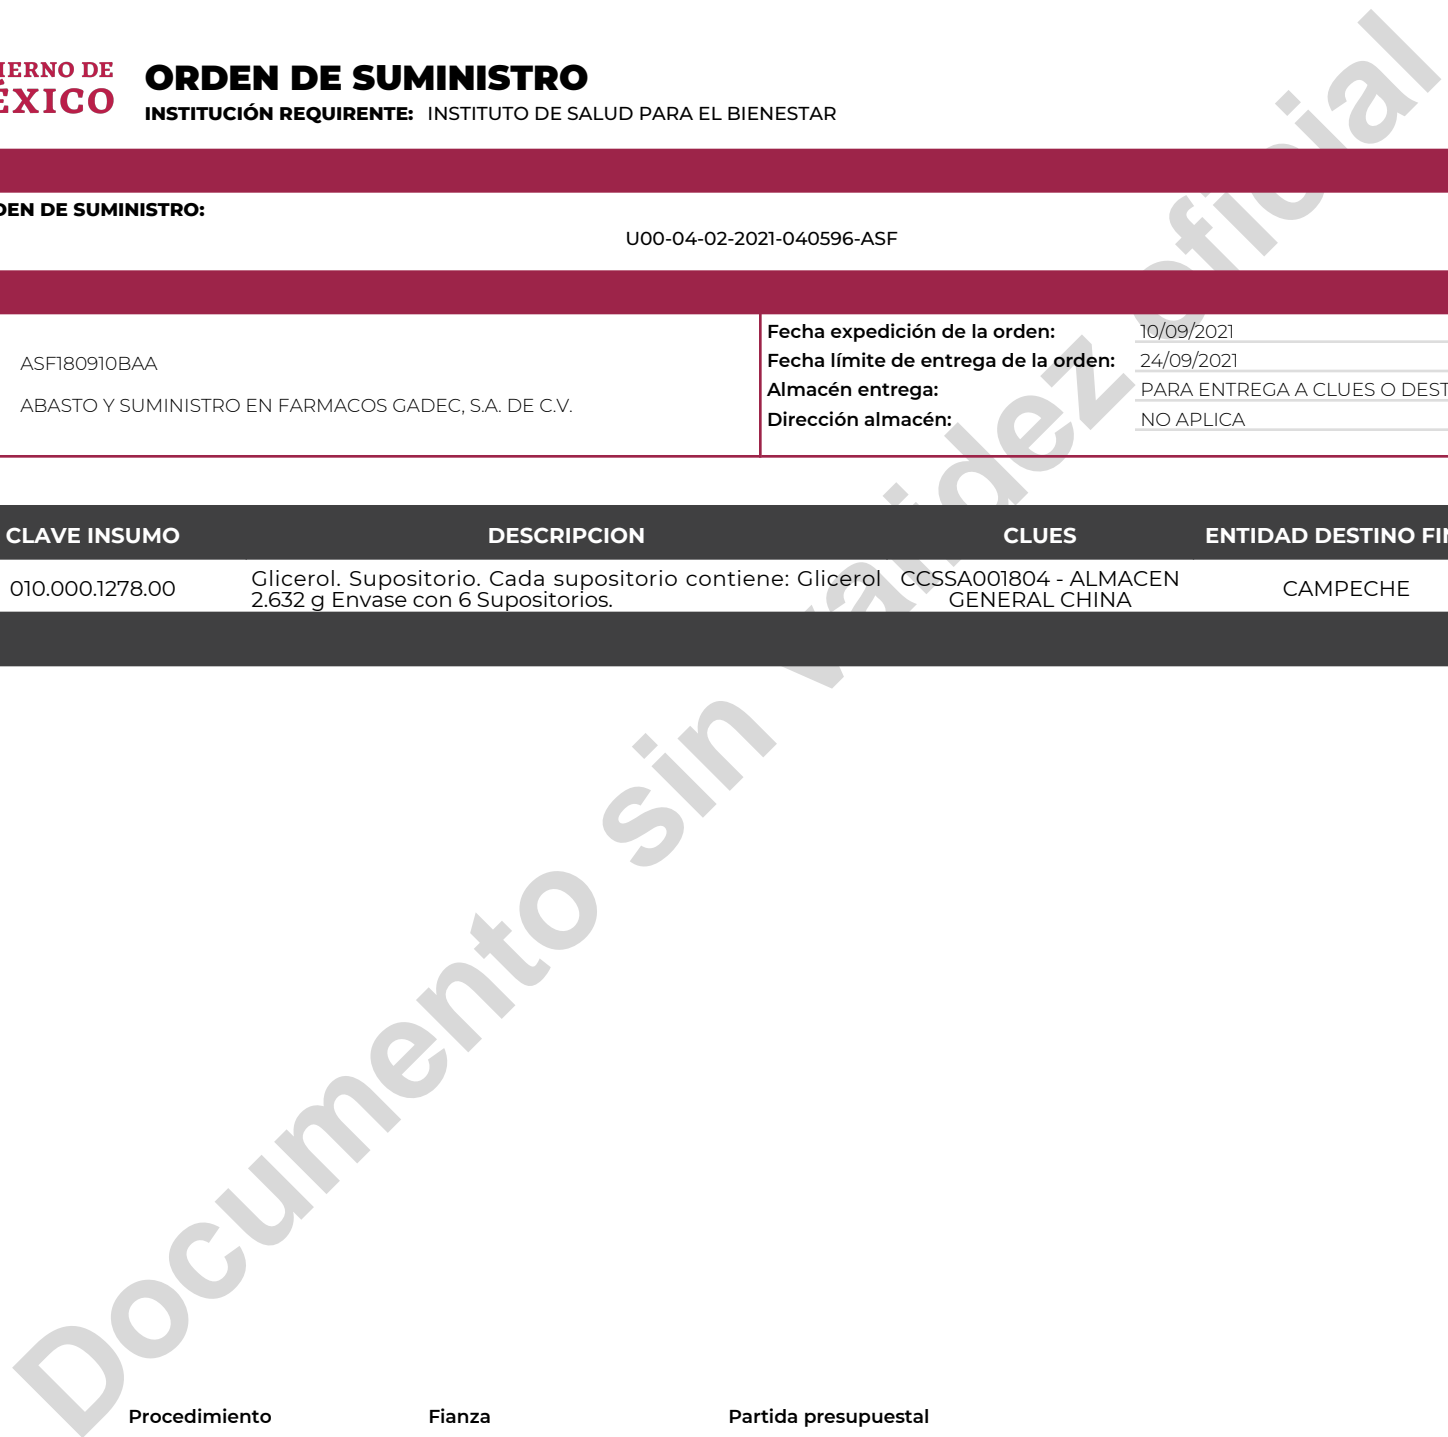 IERNO DE
ÉXICO
ORDEN DE SUMINISTRO
INSTITUCIÓN REQUIRENTE: INSTITUTO DE SALUD PARA EL BIENESTAR
DEN DE SUMINISTRO:
U00-04-02-2021-040596-ASF
ASF180910BAA
ABASTO Y SUMINISTRO EN FARMACOS GADEC, S.A. DE C.V.
Fecha expedición de la orden: 10/09/2021
Fecha límite de entrega de la orden: 24/09/2021
Almacén entrega: PARA ENTREGA A CLUES O DEST
Dirección almacén: NO APLICA
CLAVE INSUMO DESCRIPCION CLUES ENTIDAD DESTINO FIN
010.000.1278.00
Glicerol. Supositorio. Cada supositorio contiene: Glicerol
2.632 g Envase con 6 Supositorios.
CCSSA001804 - ALMACEN
GENERAL CHINA
CAMPECHE
Documento sin validez oficial
Procedimiento Fianza Partida presupuestal